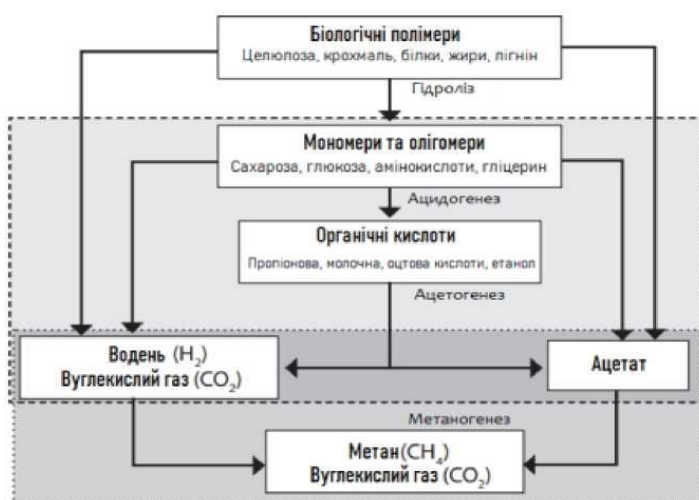 Біологічні полімери
Целюлоза, крохмаль, білки, жири, лігнін
Гідроліз
Мономери та олігомери
Сахароза, глюкоза, амінокислоти, гліцерин
Ацидогенез
Органічні кислоти
Пропіонова, молочна, оцтова кислоти, етанол
Ацетогенез
Водень (H₂)
Вуглекислий газ (CO₂)
Ацетат
Метаногенез
Метан(CH₄)
Вуглекислий газ (CO₂)